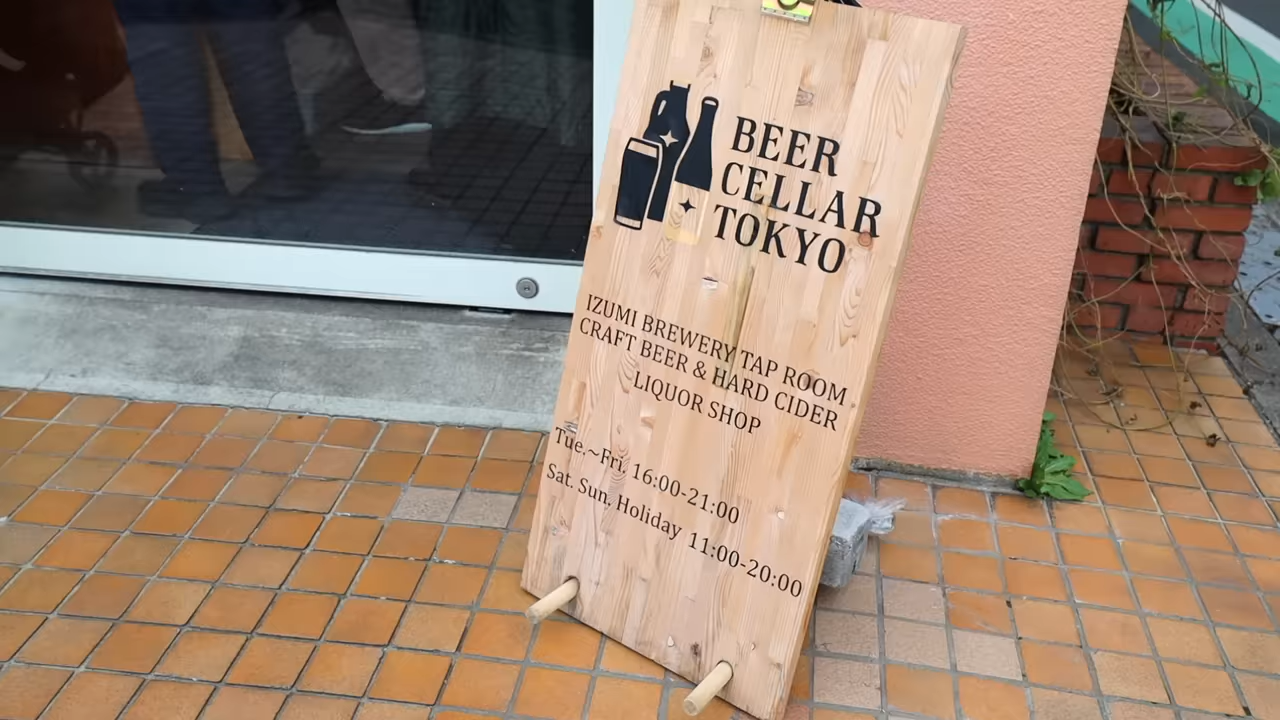 BEER
CELLAR
TOKYO
IZUMI BREWERY TAP ROOM
CRAFT BEER & HARD CIDER
LIQUOR SHOP
Tue.~Fri. 16:00-21:00
Sat. Sun. Holiday 11:00-20:00